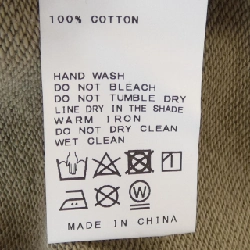 100% COTTON
HAND WASH
DO NOT BLEACH
DO NOT TUMBLE DRY
LINE DRY IN THE SHADE
WARM IRON
DO NOT DRY CLEAN
WET CLEAN
W
MADE IN CHINA